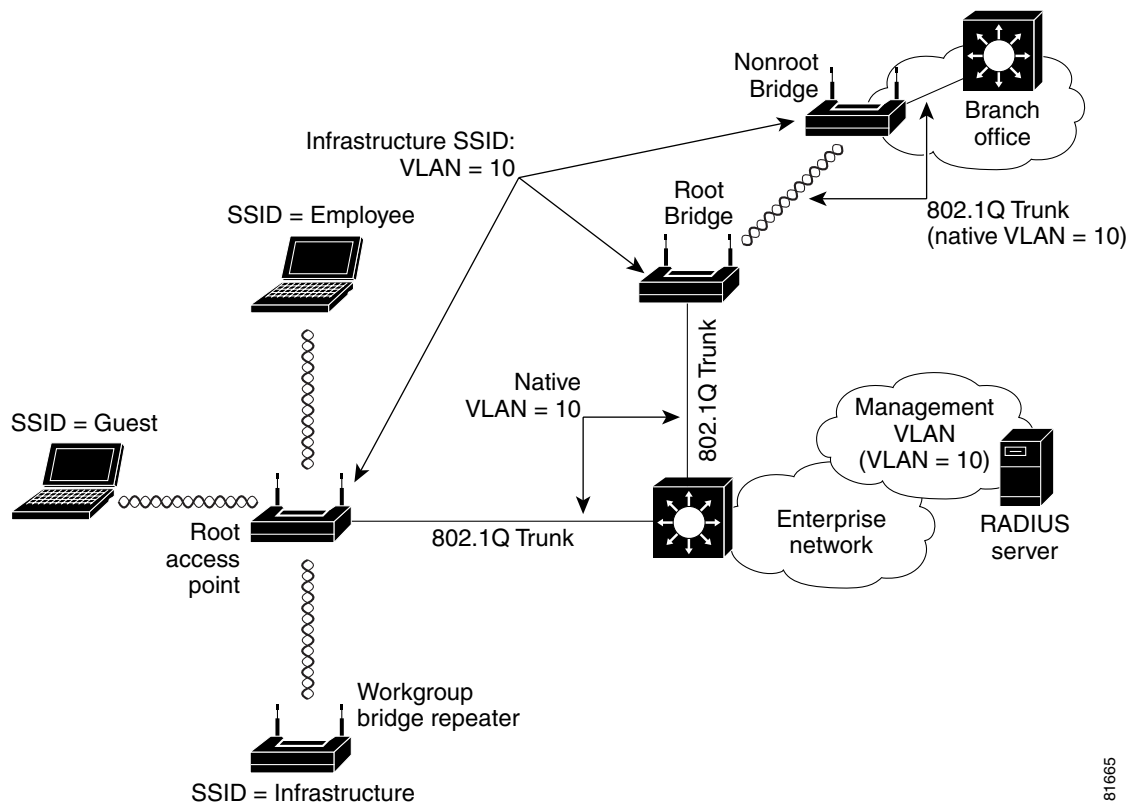 Nonroot
Bridge
Branch
office
Infrastructure SSID:
VLAN = 10
Root
Bridge
802.1Q Trunk
(native VLAN = 10)
SSID = Employee
802.1Q Trunk
Native
VLAN = 10
Management
VLAN
(VLAN = 10)
SSID = Guest
Root
access
point
802.1Q Trunk
Enterprise
network
RADIUS
server
Workgroup
bridge repeater
SSID = Infrastructure
81665